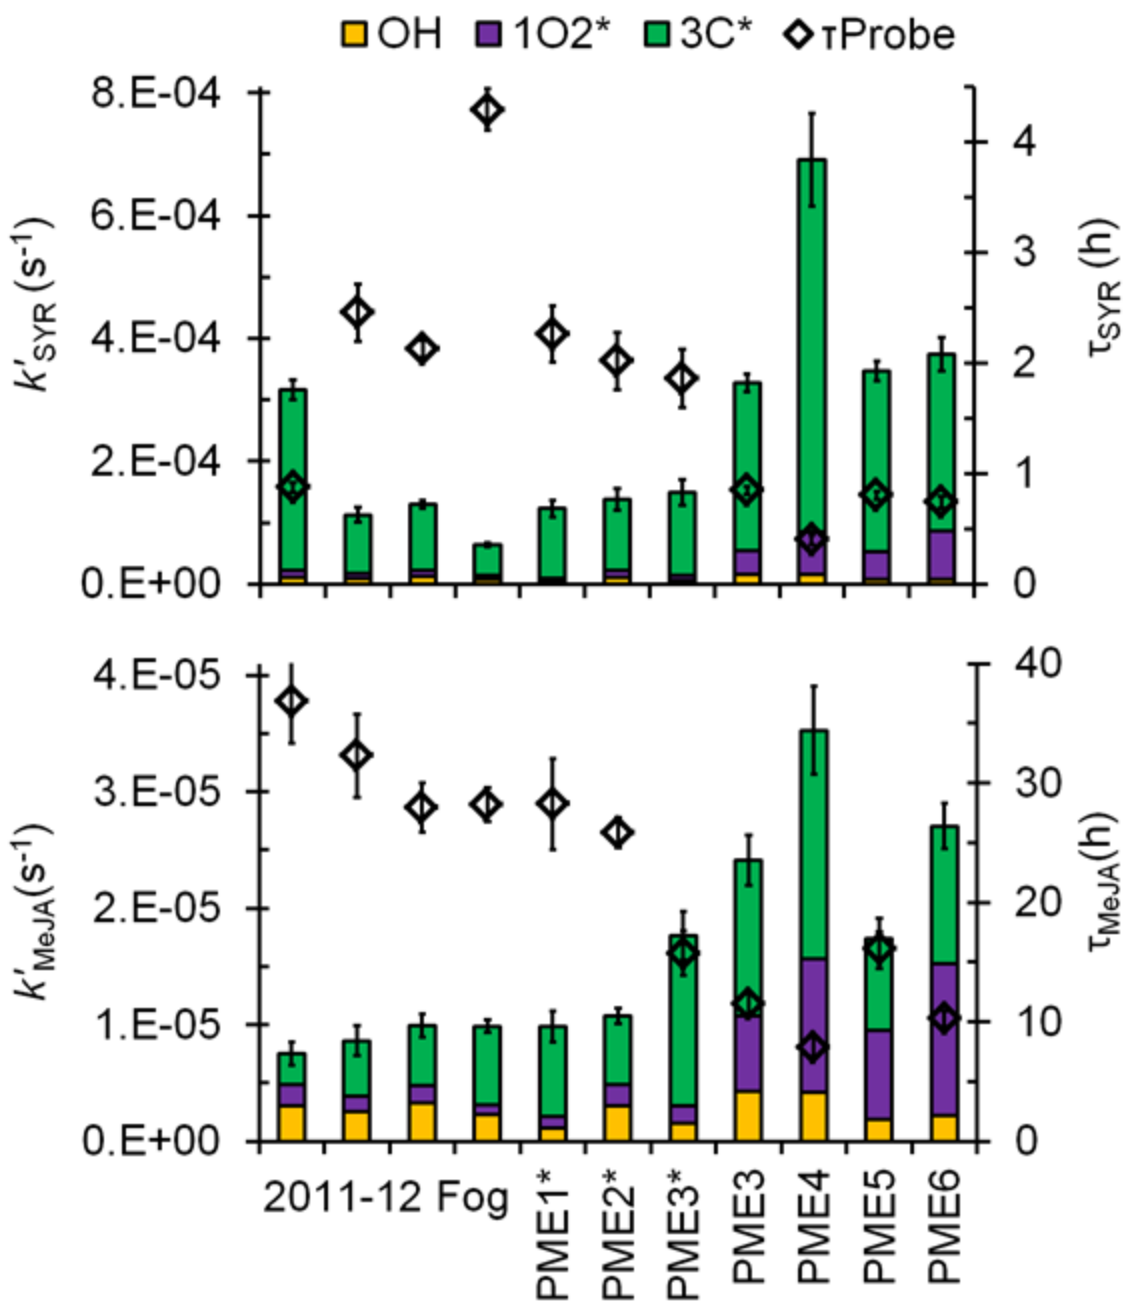 OH 1O2* 3C* τProbe
8.E-04
6.E-04
4.E-04
2.E-04
0.E+00
k′SYR (s-1)
4
3
2
1
0
τSYR (h)
4.E-05
3.E-05
2.E-05
1.E-05
0.E+00
k′MeJA(s-1)
40
30
20
10
0
τMeJA(h)
2011-12 Fog
PME1*
PME2*
PME3*
PME3
PME4
PME5
PME6